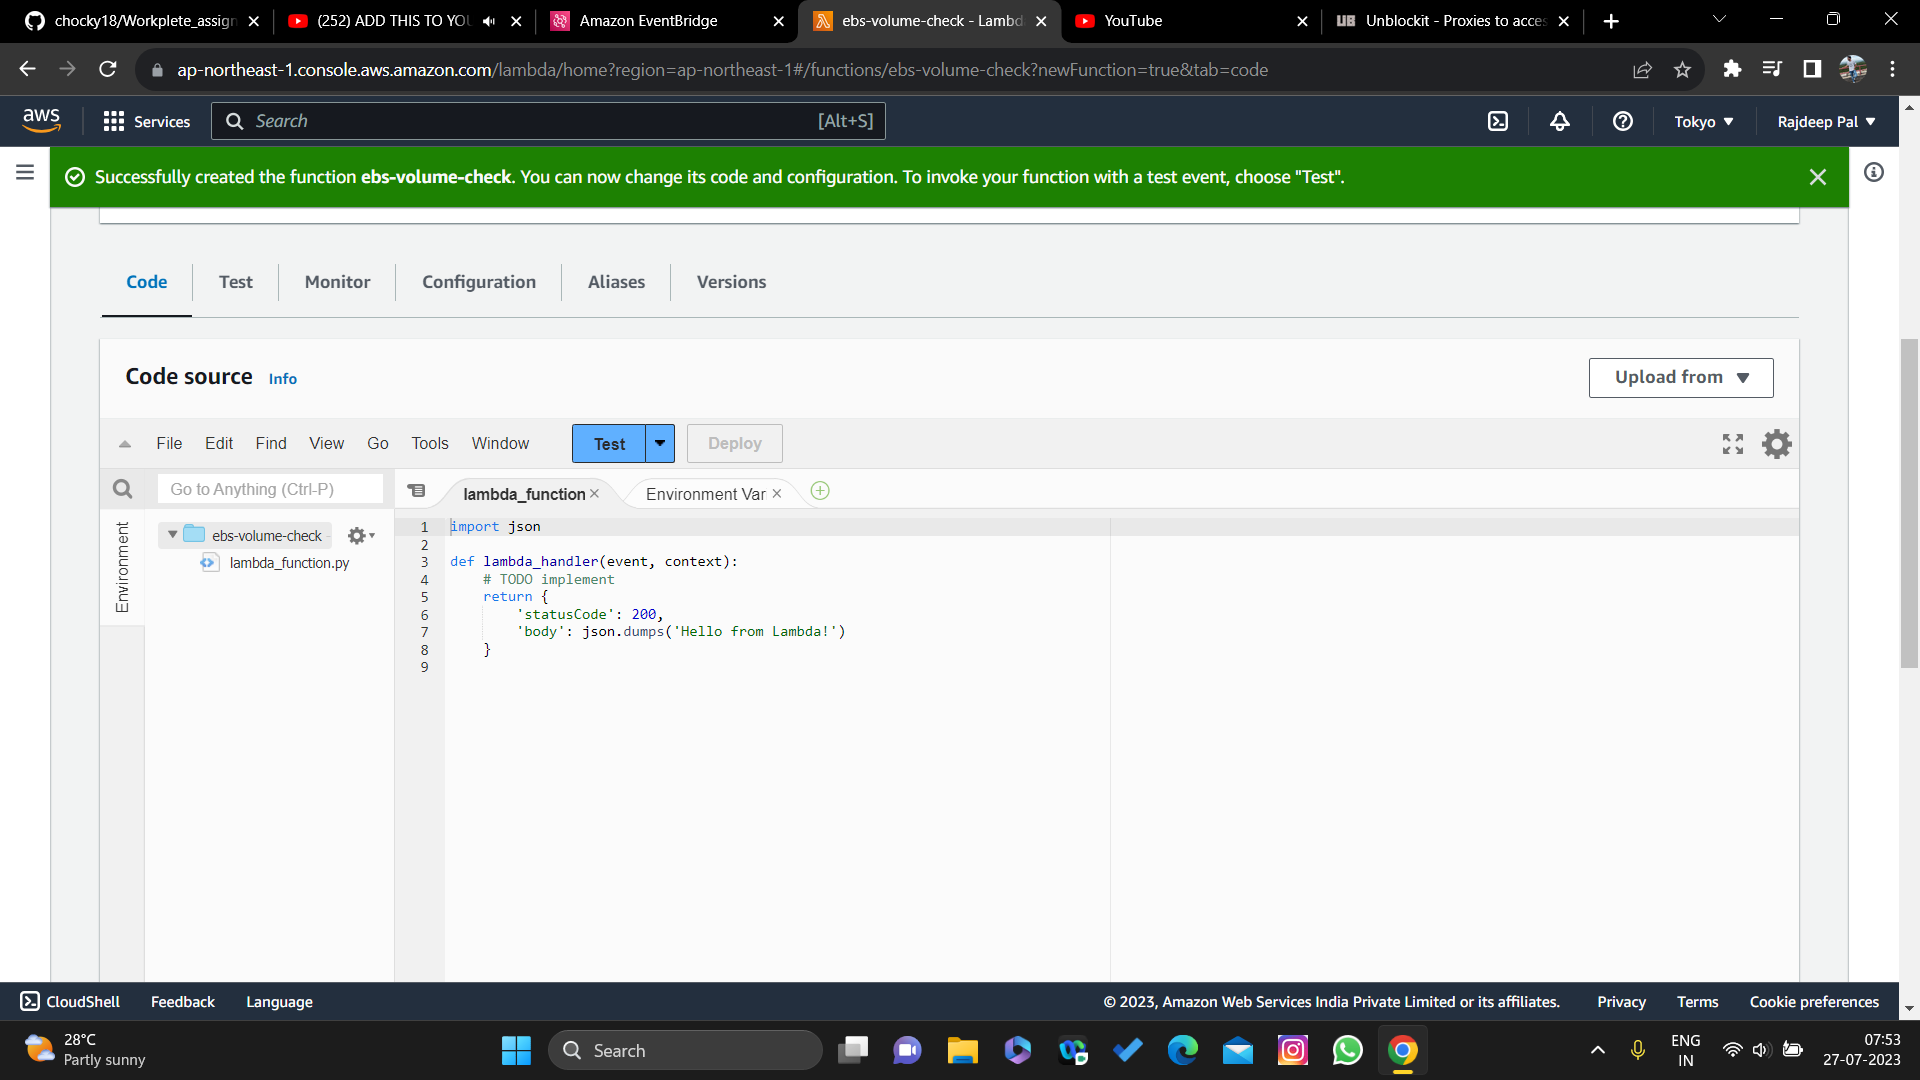 chocky18/Workplete_assign
(252) ADD THIS TO YOU
Amazon EventBridge
ebs-volume-check - Lambd
YouTube
UB Unblockit - Proxies to acces
ap-northeast-1.console.aws.amazon.com/lambda/home?region=ap-northeast-1#/functions/ebs-volume-check?newFunction=true&tab=code
aws
Services
Search
[Alt+S]
Tokyo
Rajdeep Pal
Successfully created the function ebs-volume-check. You can now change its code and configuration. To invoke your function with a test event, choose "Test".
Code
Test
Monitor
Configuration
Aliases
Versions
Code source
Info
Upload from
File
Edit
Find
View
Go
Tools
Window
Test
Deploy
Go to Anything (Ctrl-P)
lambda_function
Environment Var
Environment
ebs-volume-check -
lambda_function.py
1 import json
2
3 def lambda_handler(event, context):
4 # TODO implement
5 return {
6 'statusCode': 200,
7 'body': json.dumps('Hello from Lambda!')
8 }
9
CloudShell
Feedback
Language
© 2023, Amazon Web Services India Private Limited or its affiliates.
Privacy
Terms
Cookie preferences
28°C
Partly sunny
Search
ENG
IN
07:53
27-07-2023